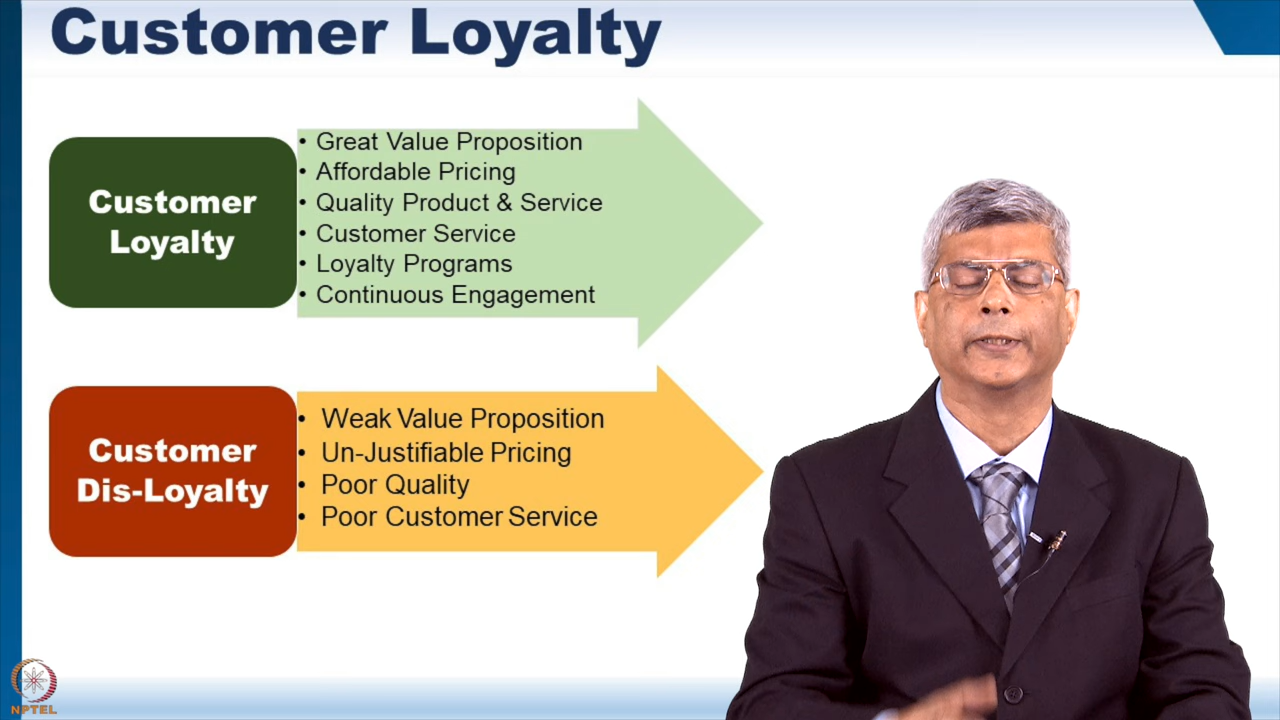 Customer Loyalty
Customer
Loyalty
• Great Value Proposition
• Affordable Pricing
• Quality Product & Service
• Customer Service
• Loyalty Programs
• Continuous Engagement
Customer
Dis-Loyalty
• Weak Value Proposition
• Un-Justifiable Pricing
• Poor Quality
• Poor Customer Service
NPTEL